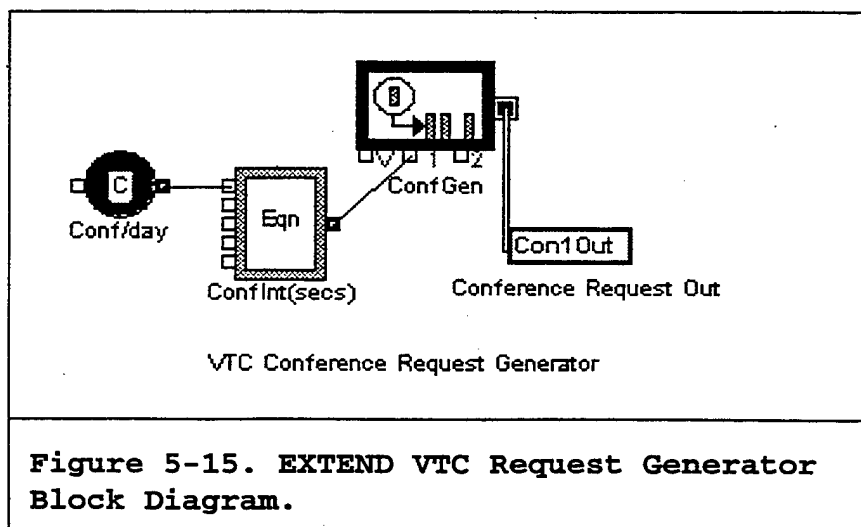 C
Conf/day
Eqn
ConfInt(secs)
V 1 2
ConfGen
Con1Out
Conference Request Out
VTC Conference Request Generator
Figure 5-15. EXTEND VTC Request Generator
Block Diagram.